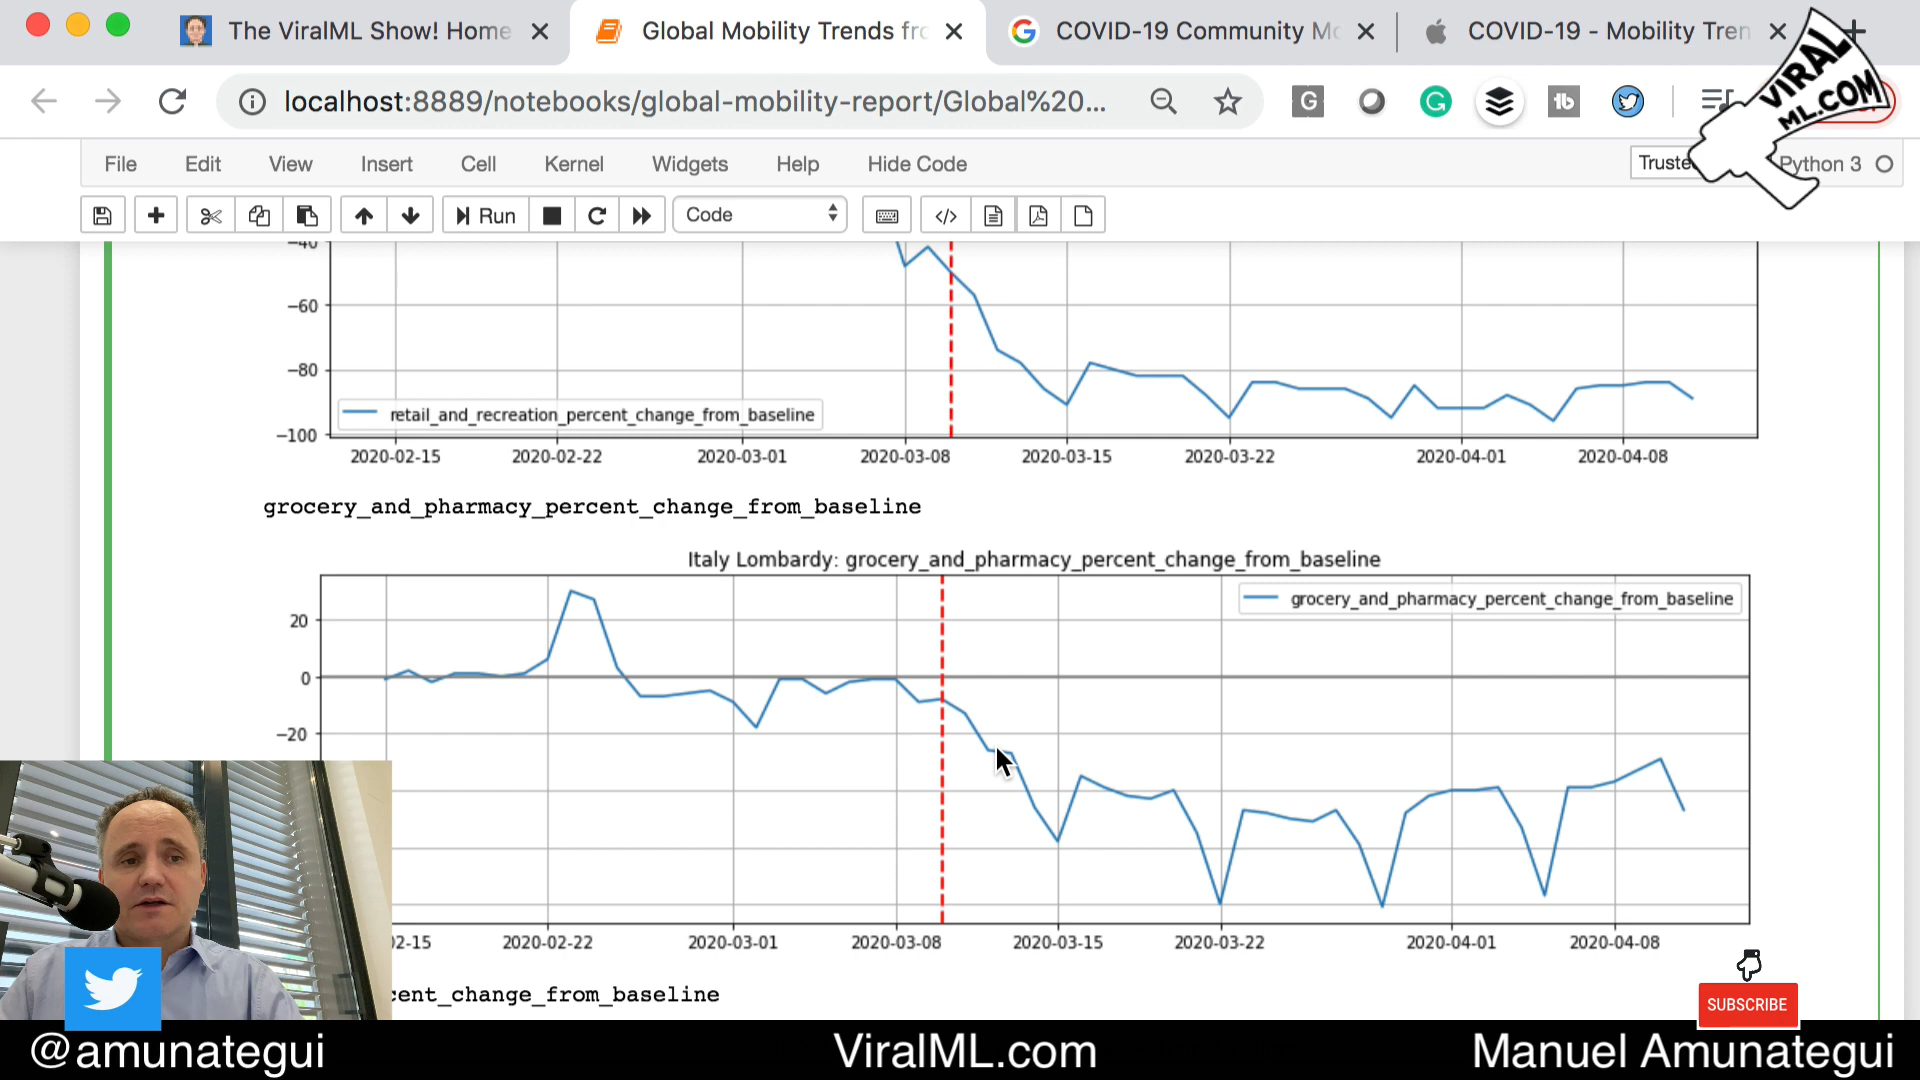 The ViralML Show! Home
Global Mobility Trends fro
COVID-19 Community Mo
COVID-19 - Mobility Tren
localhost:8889/notebooks/global-mobility-report/Global%20...
VIRAL
ML.COM
File Edit View Insert Cell Kernel Widgets Help Hide Code
Truste
Python 3
Run
Code
−40
−60
−80
−100
retail_and_recreation_percent_change_from_baseline
2020-02-15 2020-02-22 2020-03-01 2020-03-08 2020-03-15 2020-03-22 2020-04-01 2020-04-08
grocery_and_pharmacy_percent_change_from_baseline
Italy Lombardy: grocery_and_pharmacy_percent_change_from_baseline
grocery_and_pharmacy_percent_change_from_baseline
20
0
−20
02-15 2020-02-22 2020-03-01 2020-03-08 2020-03-15 2020-03-22 2020-04-01 2020-04-08
cent_change_from_baseline
SUBSCRIBE
@amunategui
ViralML.com
Manuel Amunategui